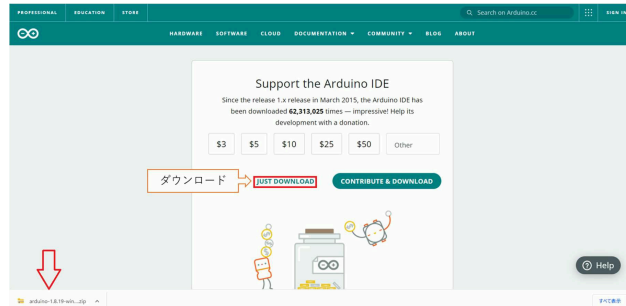 PROFESSIONAL EDUCATION STORE
Search on Arduino.cc
SIGN IN
HARDWARE SOFTWARE CLOUD DOCUMENTATION COMMUNITY BLOG ABOUT
Support the Arduino IDE
Since the release 1.x release in March 2015, the Arduino IDE has
been downloaded 62,313,025 times — impressive! Help its
development with a donation.
$3 $5 $10 $25 $50 Other
ダウンロード
JUST DOWNLOAD
CONTRIBUTE & DOWNLOAD
Help
arduino-1.8.19-win....zip
すべて表示